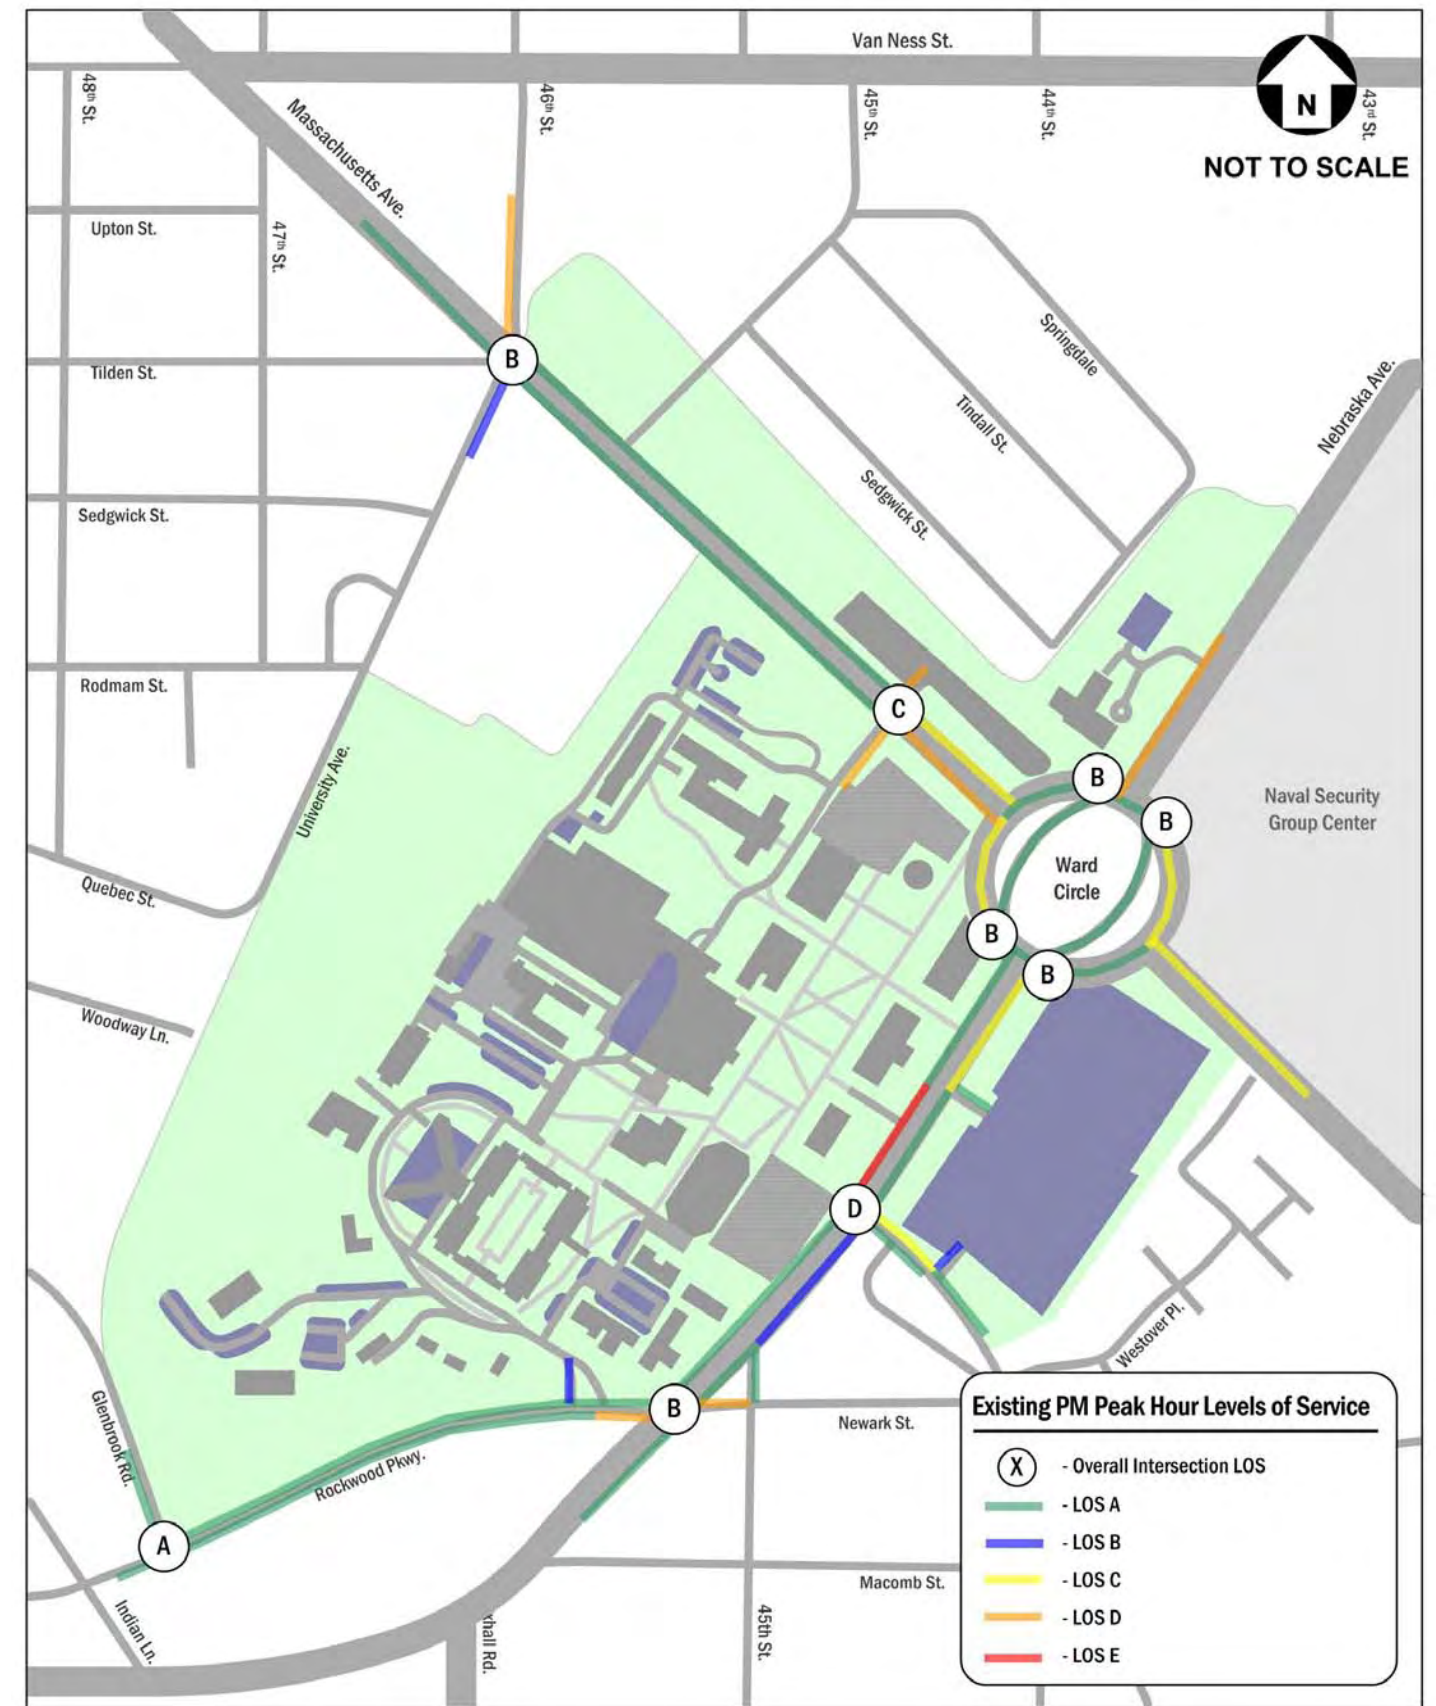 Van Ness St.
48th St.
46th St.
45th St.
44th St.
43rd St.
N
NOT TO SCALE
Massachusetts Ave.
Upton St.
47th St.
Springdale
B
Tilden St.
Nebraska Ave.
Tindall St.
Sedgwick St.
Sedgwick St.
Rodmam St.
C
University Ave.
B
Naval Security
Group Center
B
Ward
Circle
Quebec St.
B
B
Woodway Ln.
D
Westover Pl.
Glenbrook Rd.
B
Newark St.
Rockwood Pkwy.
A
Macomb St.
Indian Ln.
45th St.
xhall Rd.
Existing PM Peak Hour Levels of Service
X - Overall Intersection LOS
- LOS A
- LOS B
- LOS C
- LOS D
- LOS E